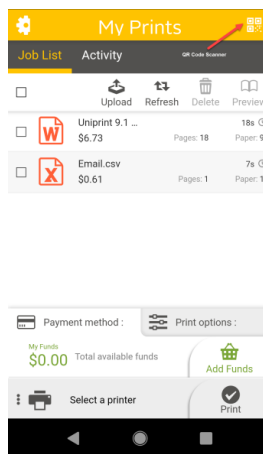 My Prints
Job List Activity QR Code Scanner
Upload Refresh Delete Preview
Uniprint 9.1 ... 18s
$6.73 Pages: 18 Paper: 9
Email.csv 7s
$0.61 Pages: 1 Paper: 1
Payment method : Print options :
My Funds
$0.00 Total available funds Add Funds
Select a printer Print